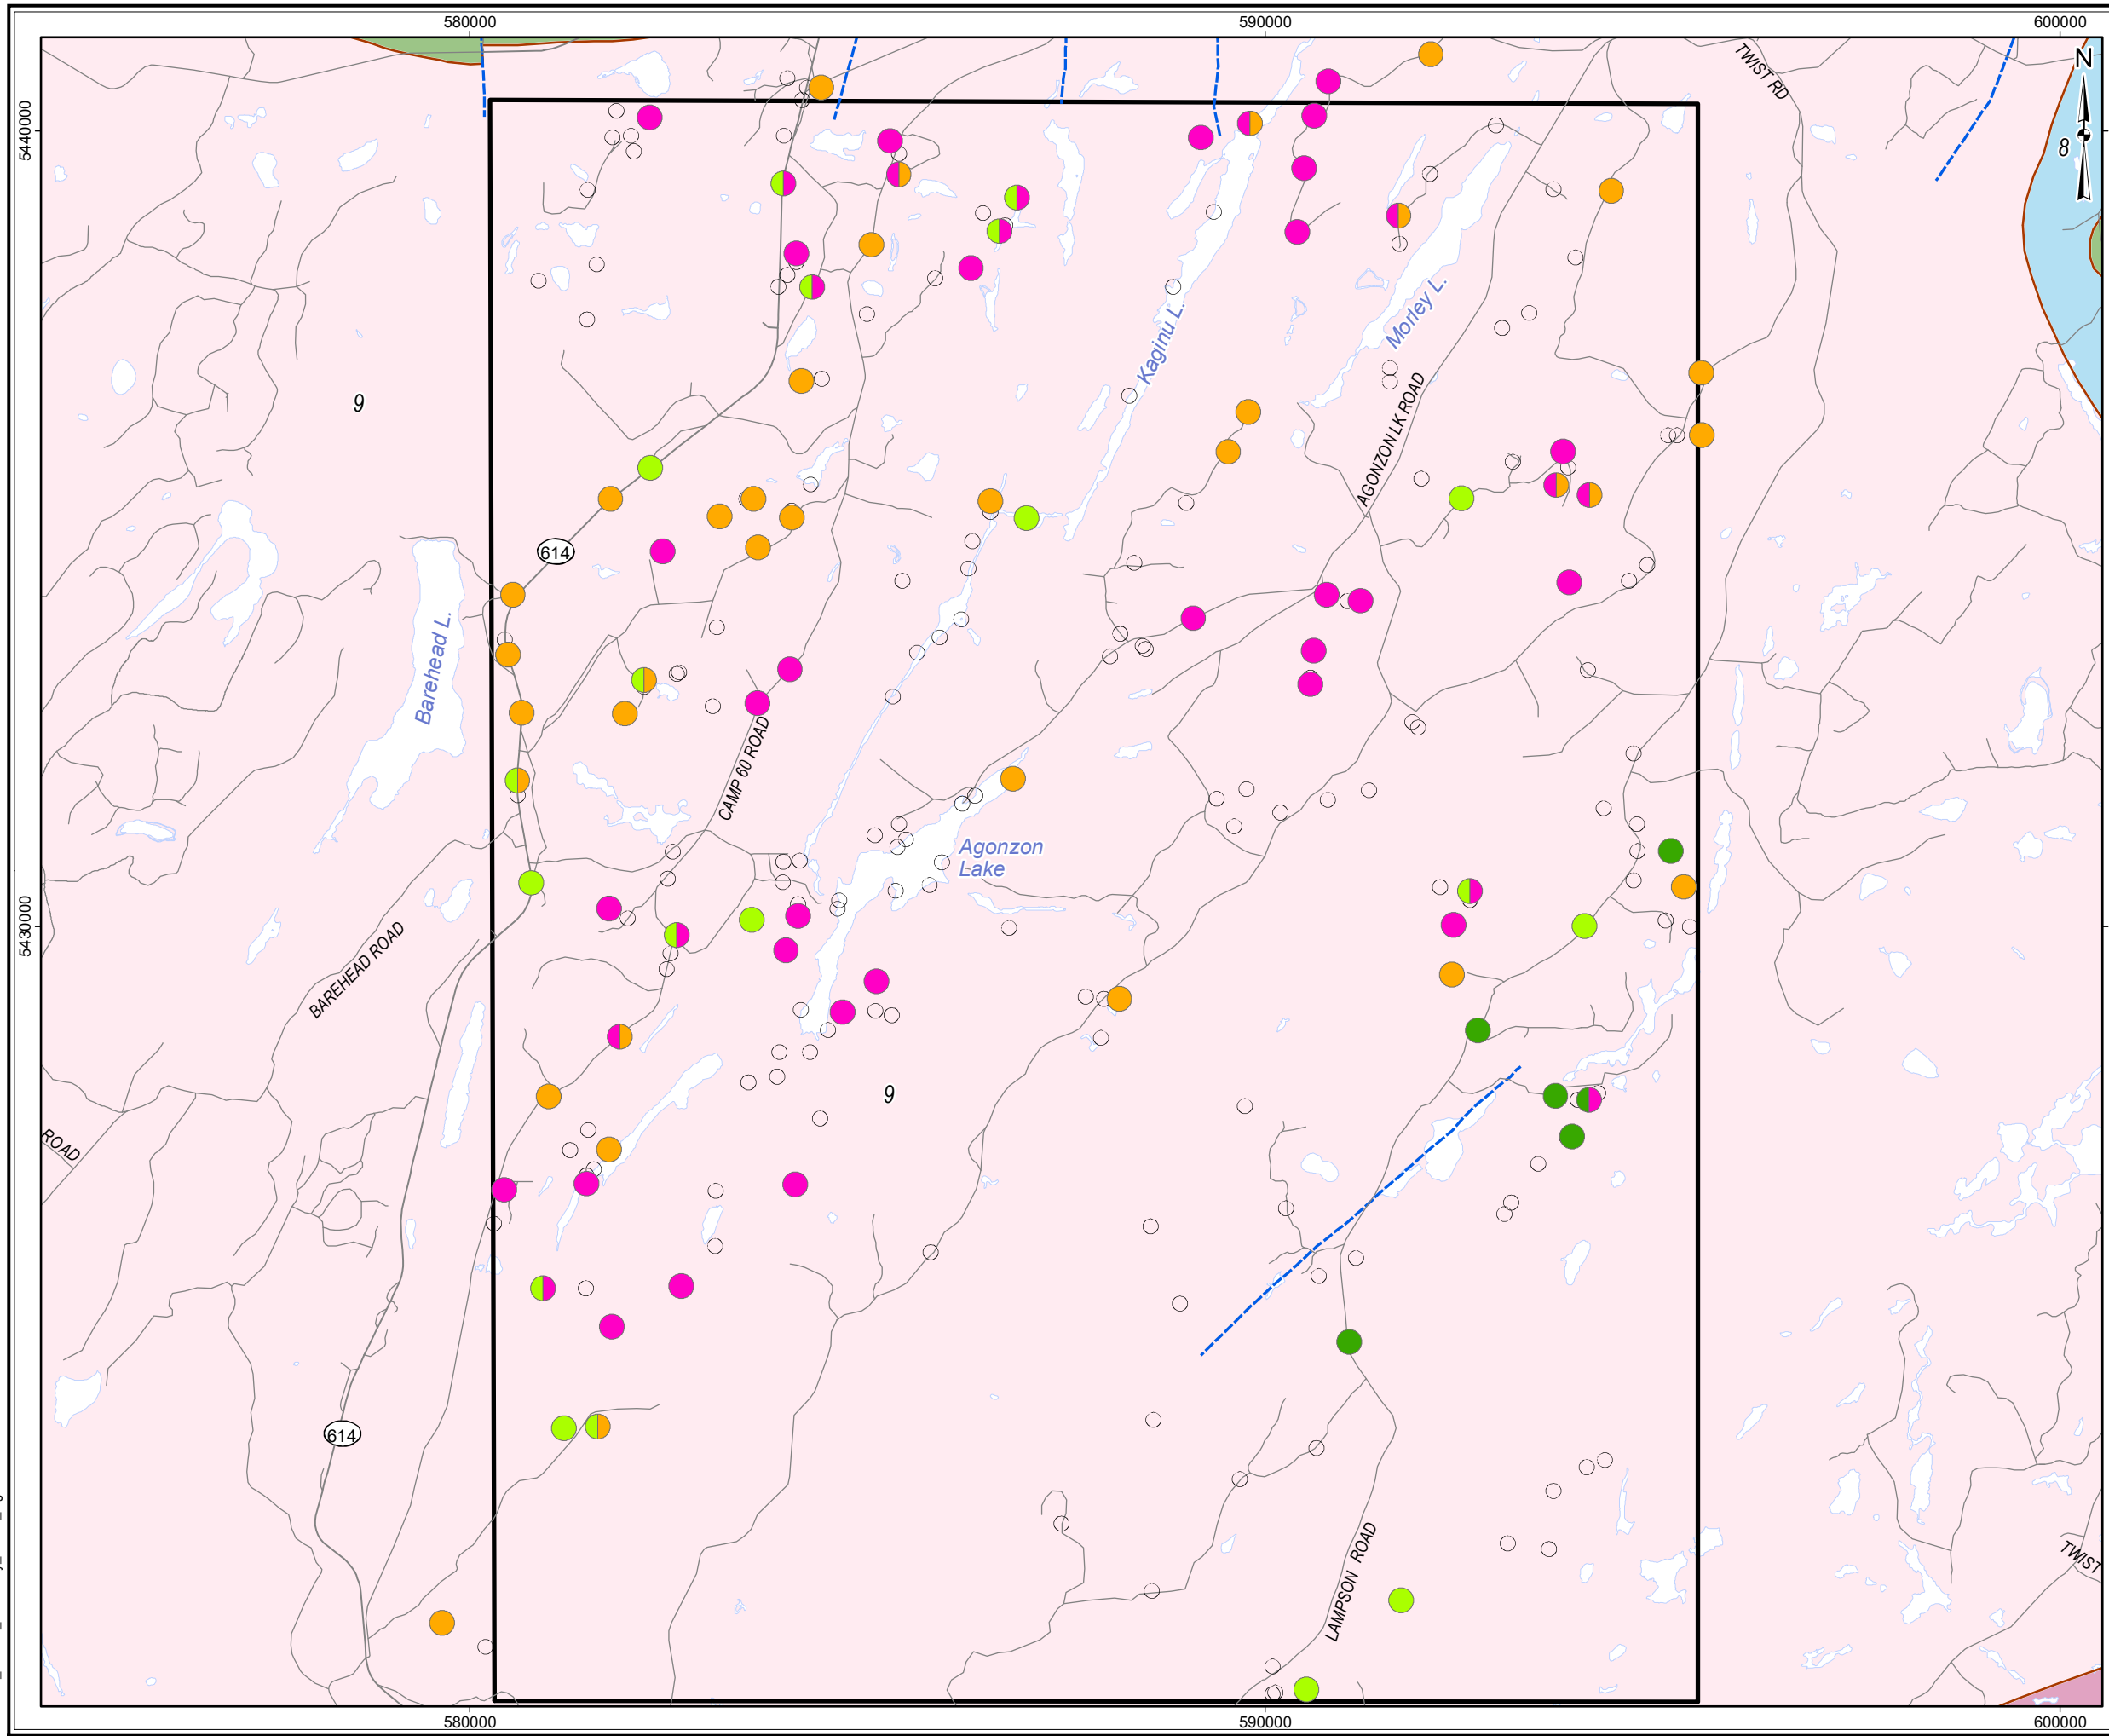 580000
590000
600000
TWIST RD
N
5440000
8
Kaginu L.
Morley L.
9
AGONZON LK ROAD
614
Barehead L.
CAMP 60 ROAD
Agonzon
Lake
5430000
BAREHEAD ROAD
9
ROAD
614
LAMPSON ROAD
TWIST
580000
590000
600000